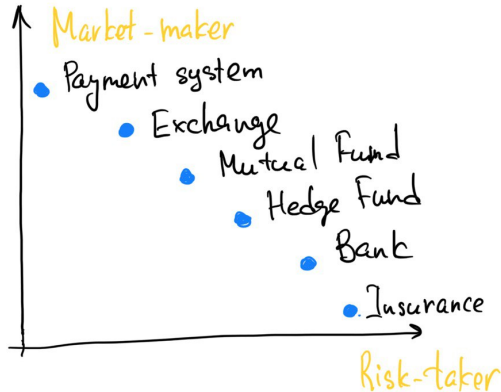 Market-maker
Payment system
Exchange
Mutual Fund
Hedge Fund
Bank
Insurance
Risk-taker